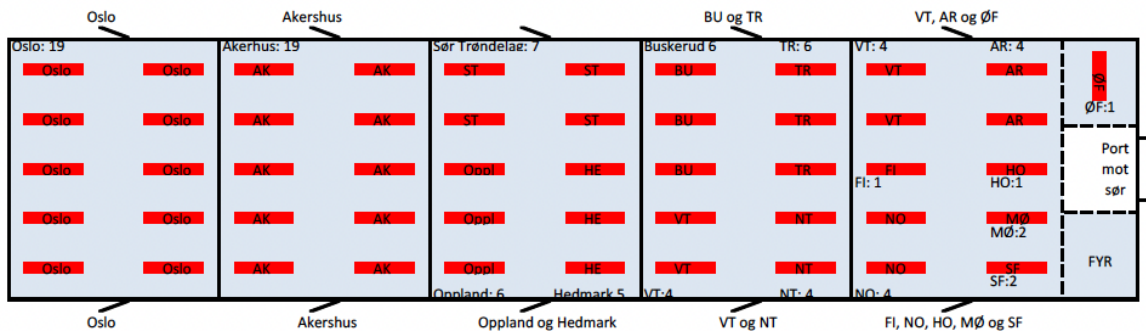 Oslo Akershus BU og TR VT, AR og ØF
Oslo: 19 Akerhus: 19 Sør Trøndelag: 7 Buskerud 6 TR: 6 VT: 4 AR: 4
Oslo Oslo AK AK ST ST BU TR VT AR ØF
ØF:1
Oslo Oslo AK AK ST ST BU TR VT AR
Oslo Oslo AK AK Oppl HE BU TR FI HO
Port
mot
sør
FI: 1 HO:1
Oslo Oslo AK AK Oppl HE VT NT NO MØ
MØ:2
Oslo Oslo AK AK Oppl HE VT NT NO SF
FYR
SF:2
Oppland: 6 Hedmark 5 VT:4 NT: 4 NO: 4
Oslo Akershus Oppland og Hedmark VT og NT FI, NO, HO, MØ og SF